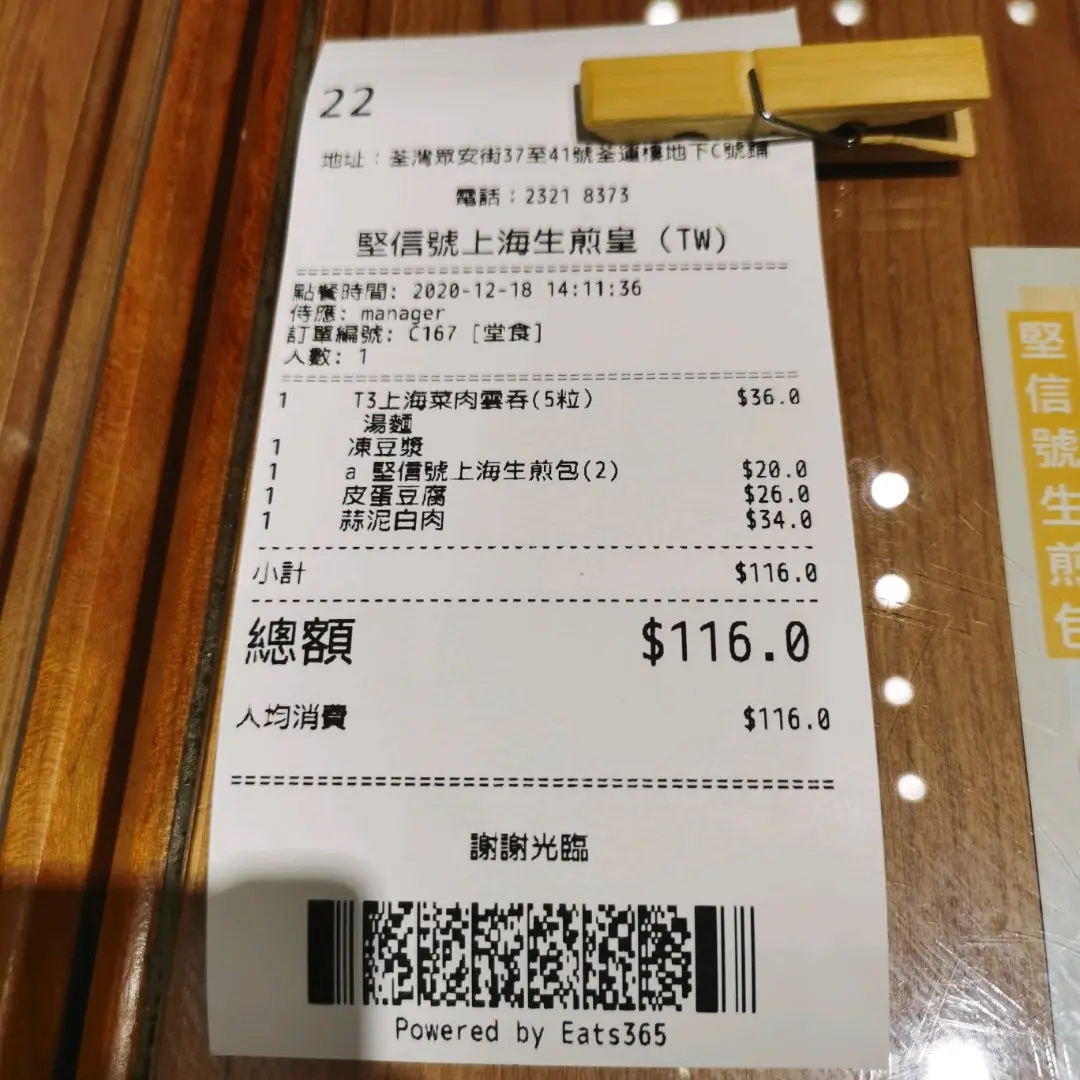 22
地址：荃灣眾安街37至41號荃運樓地下C號鋪
電話：2321 8373
堅信號上海生煎皇 (TW)
點餐時間: 2020-12-18 14:11:36
侍應: manager
訂單編號: C167 [堂食]
人數: 1
1 T3上海菜肉雲吞(5粒) $36.0
湯麵
1 凍豆漿
1 a 堅信號上海生煎包(2) $20.0
1 皮蛋豆腐 $26.0
1 蒜泥白肉 $34.0
小計 $116.0
總額 $116.0
人均消費 $116.0
謝謝光臨
Powered by Eats365
堅信號生煎包